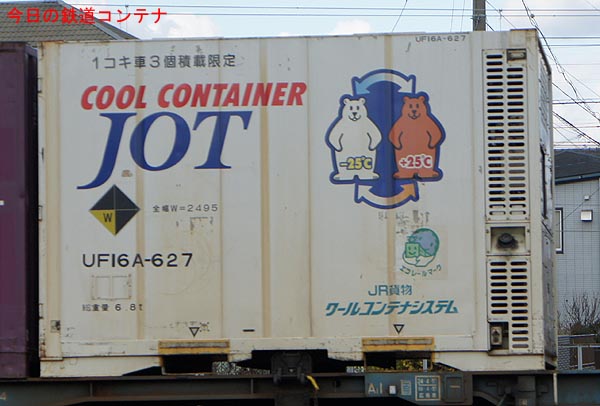 今日の鉄道コンテナ
UF16A-627
1コキ車3個積載限定
COOL CONTAINER
JOT
-25℃
+25℃
W
全幅W=2495
エコレールマーク
UF16A-627
JR貨物
クールコンテナシステム
総重量 6.8t
A.1